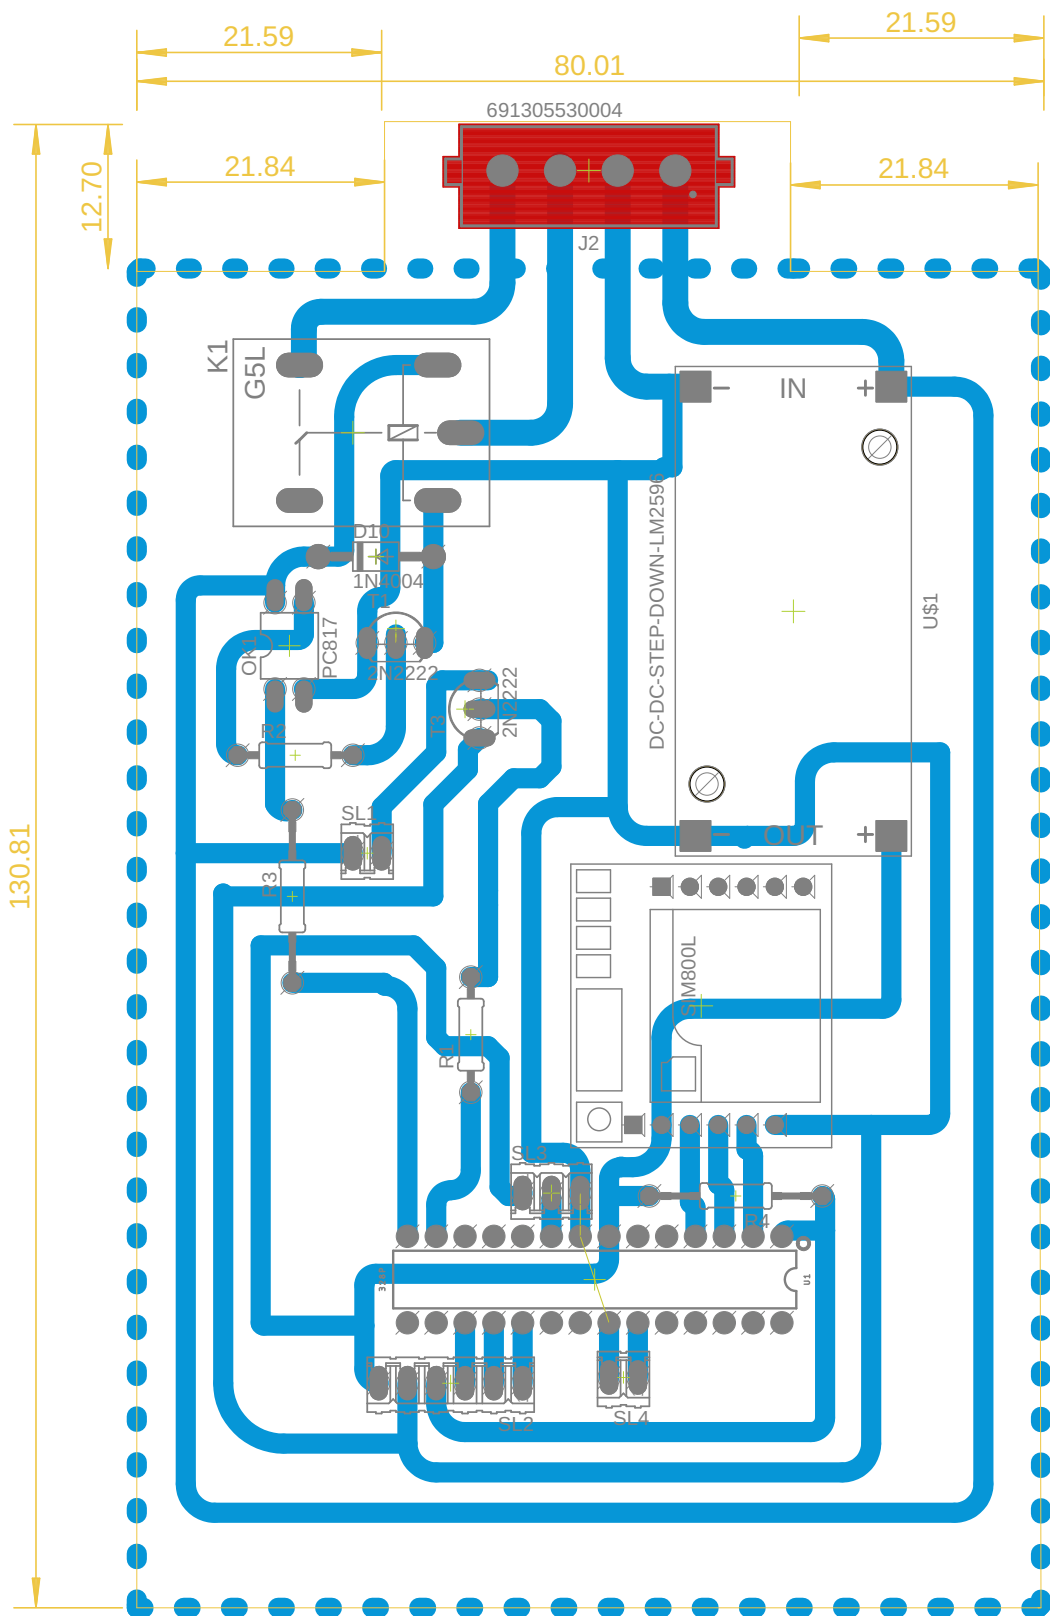 21.59
21.59
80.01
691305530004
21.84
21.84
12.70
J2
K1
G5L
IN
D10
1N4004
T1
OK1
PC817
2N2222
2N2222
T3
DC-DC-STEP-DOWN-LM2596
U$1
R2
SL1
OUT
R3
130.81
SIM800L
R1
SL3
R4
U1
SL2
SL4